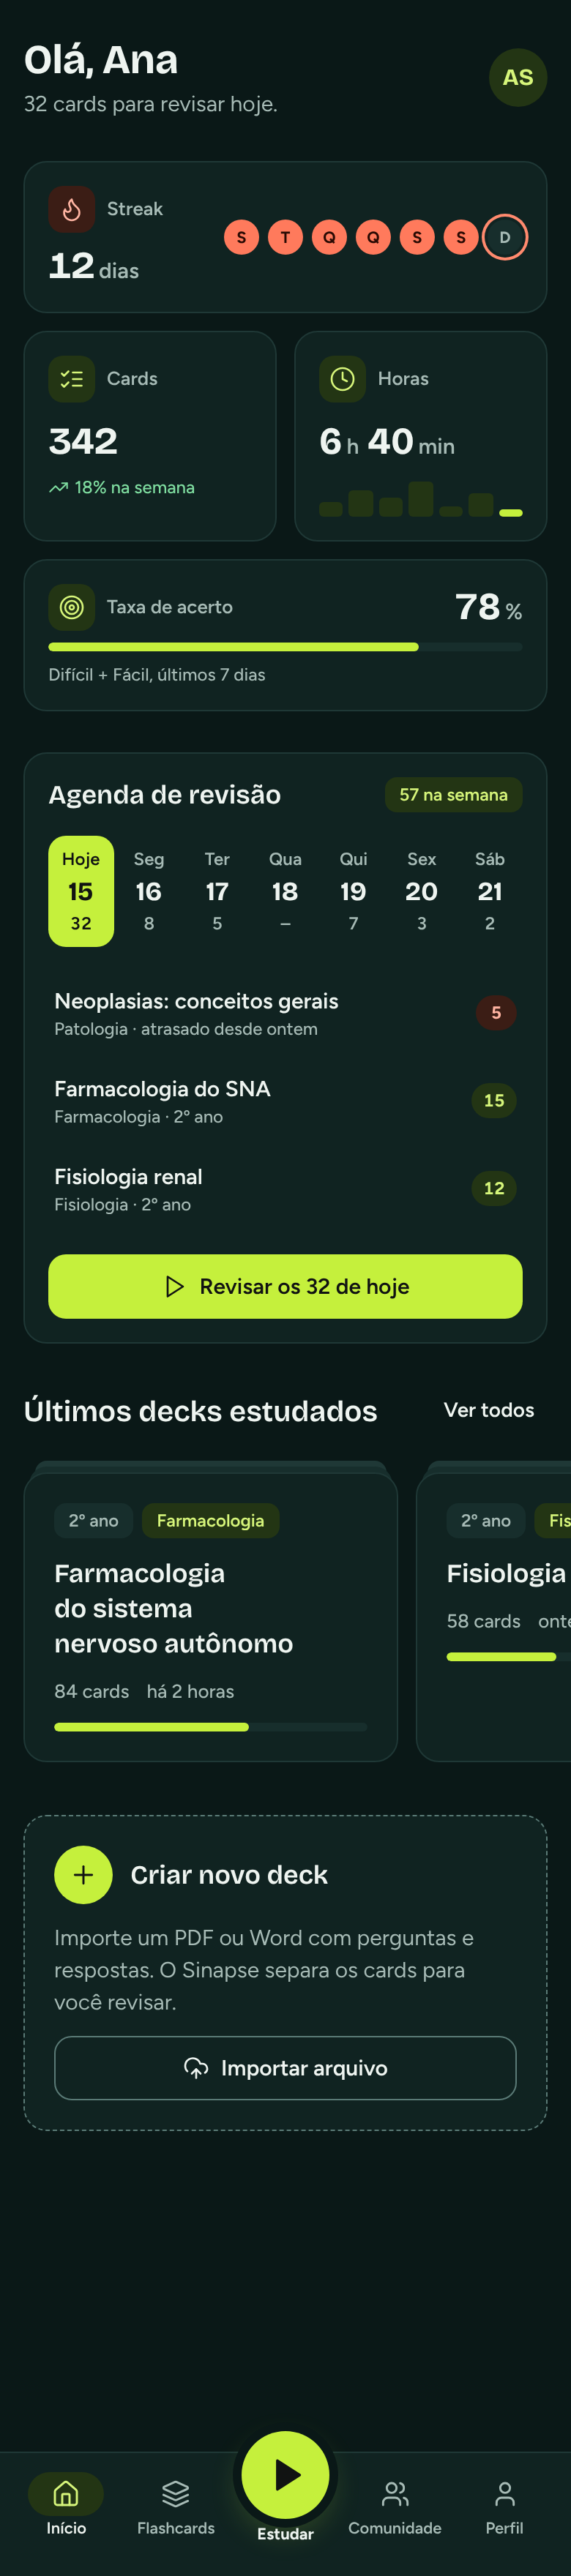 Olá, Ana
AS
32 cards para revisar hoje.
Streak
S T Q Q S S D
12 dias
Cards
Horas
342
6 h 40 min
18% na semana
Taxa de acerto
78 %
Difícil + Fácil, últimos 7 dias
Agenda de revisão
57 na semana
Hoje Seg Ter Qua Qui Sex Sáb
15 16 17 18 19 20 21
32 8 5 – 7 3 2
Neoplasias: conceitos gerais
5
Patologia · atrasado desde ontem
Farmacologia do SNA
15
Farmacologia · 2º ano
Fisiologia renal
12
Fisiologia · 2º ano
Revisar os 32 de hoje
Últimos decks estudados
Ver todos
2º ano Farmacologia
Farmacologia
do sistema
nervoso autônomo
84 cards há 2 horas
2º ano Fis
Fisiologia
58 cards onte
Criar novo deck
Importe um PDF ou Word com perguntas e
respostas. O Sinapse separa os cards para
você revisar.
Importar arquivo
Início
Flashcards
Estudar
Comunidade
Perfil